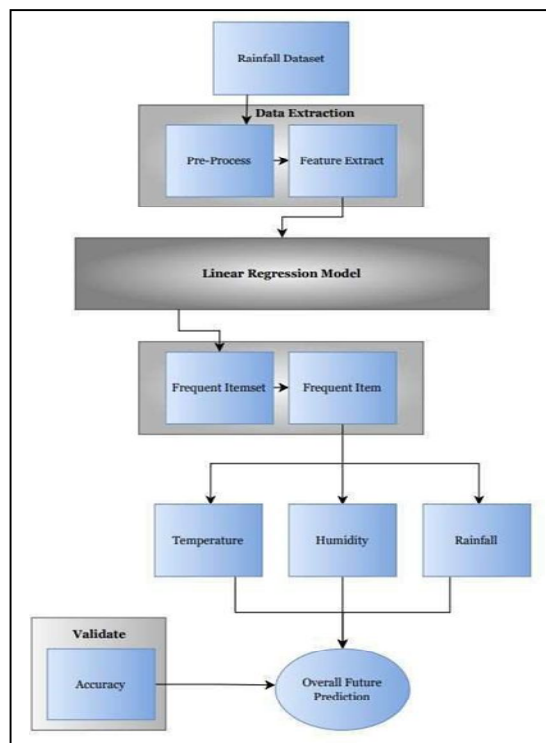 Rainfall Dataset
Data Extraction
Pre-Process
Feature Extract
Linear Regression Model
Frequent Itemset
Frequent Item
Temperature
Humidity
Rainfall
Validate
Accuracy
Overall Future
Prediction